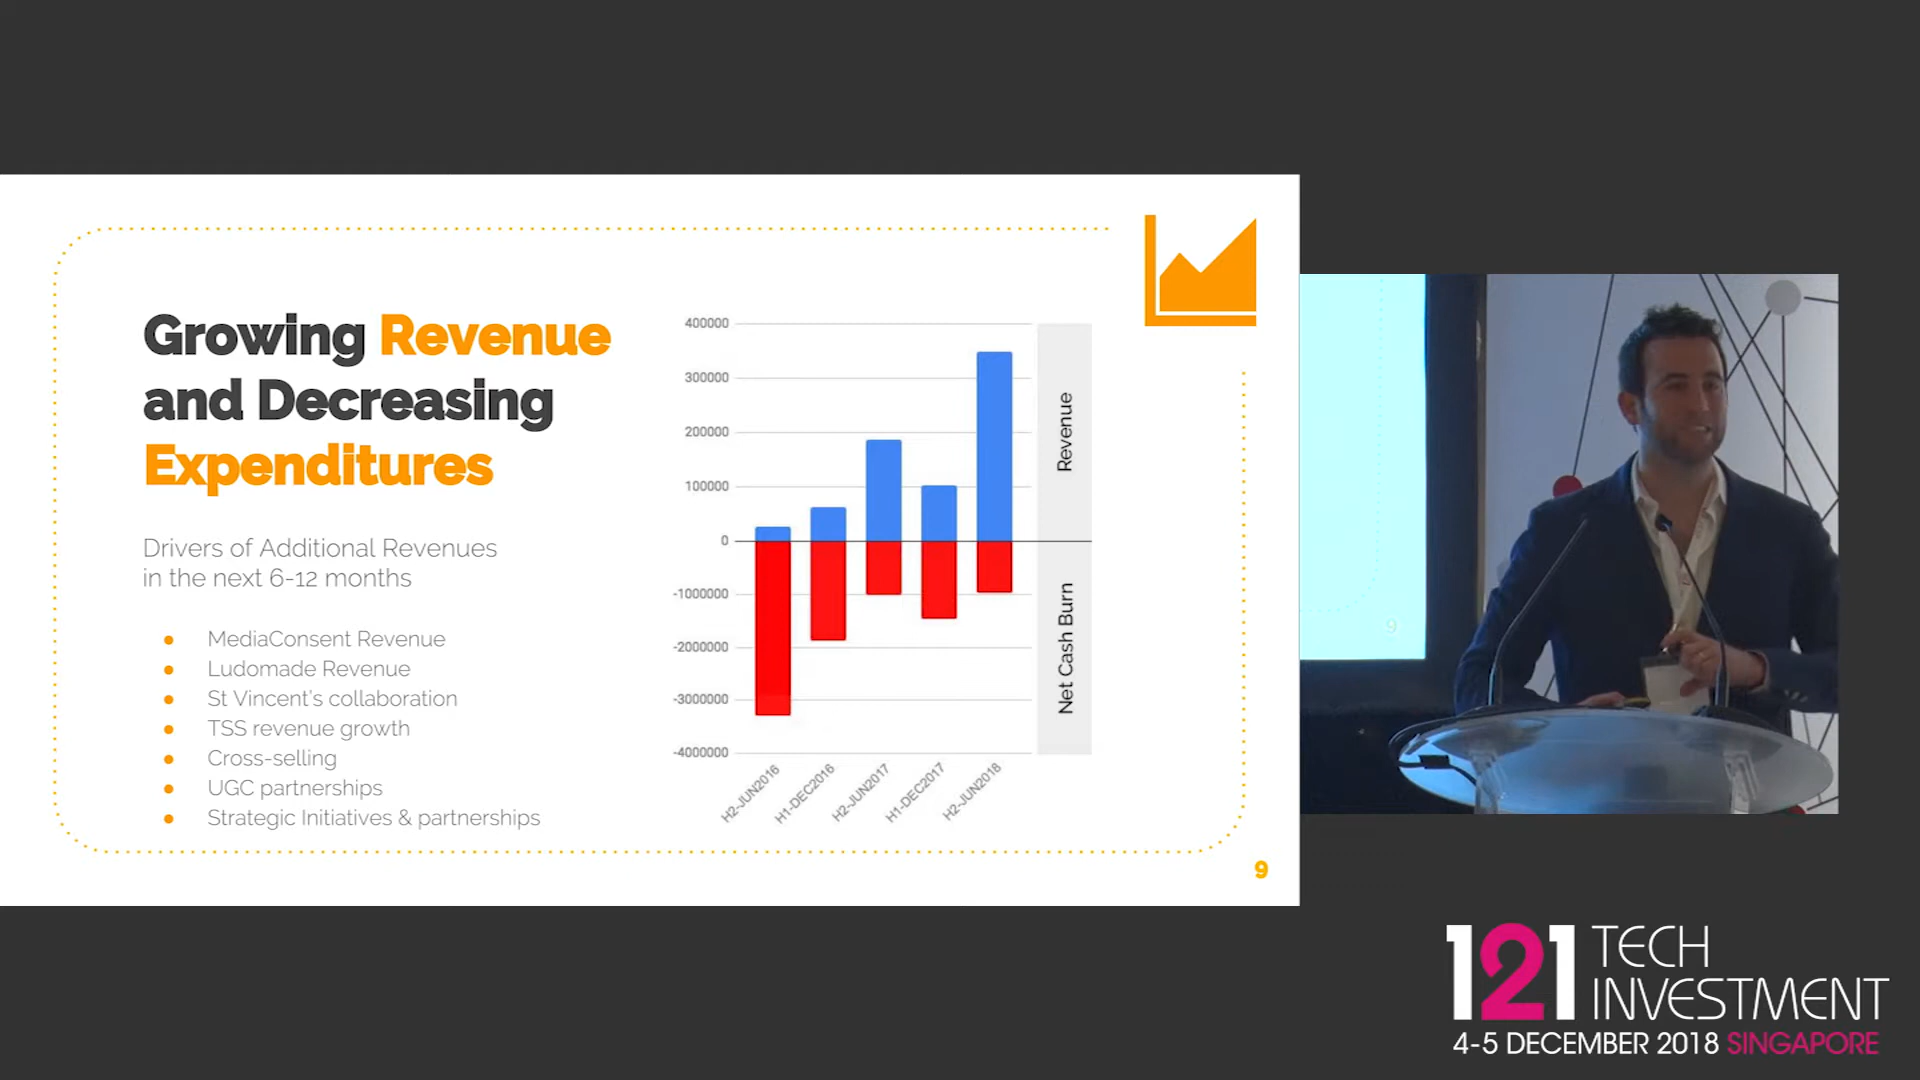 Growing Revenue
and Decreasing
Expenditures
Drivers of Additional Revenues
in the next 6-12 months
MediaConsent Revenue
Ludomade Revenue
St Vincent's collaboration
TSS revenue growth
Cross-selling
UGC partnerships
Strategic Initiatives & partnerships
400000
300000
200000
100000
0
-1000000
-2000000
-3000000
-4000000
H2-JUN2016
H1-DEC2016
H2-JUN2017
H1-DEC2017
H2-JUN2018
Revenue
Net Cash Burn
9
9
121 TECH
INVESTMENT
4-5 DECEMBER 2018 SINGAPORE